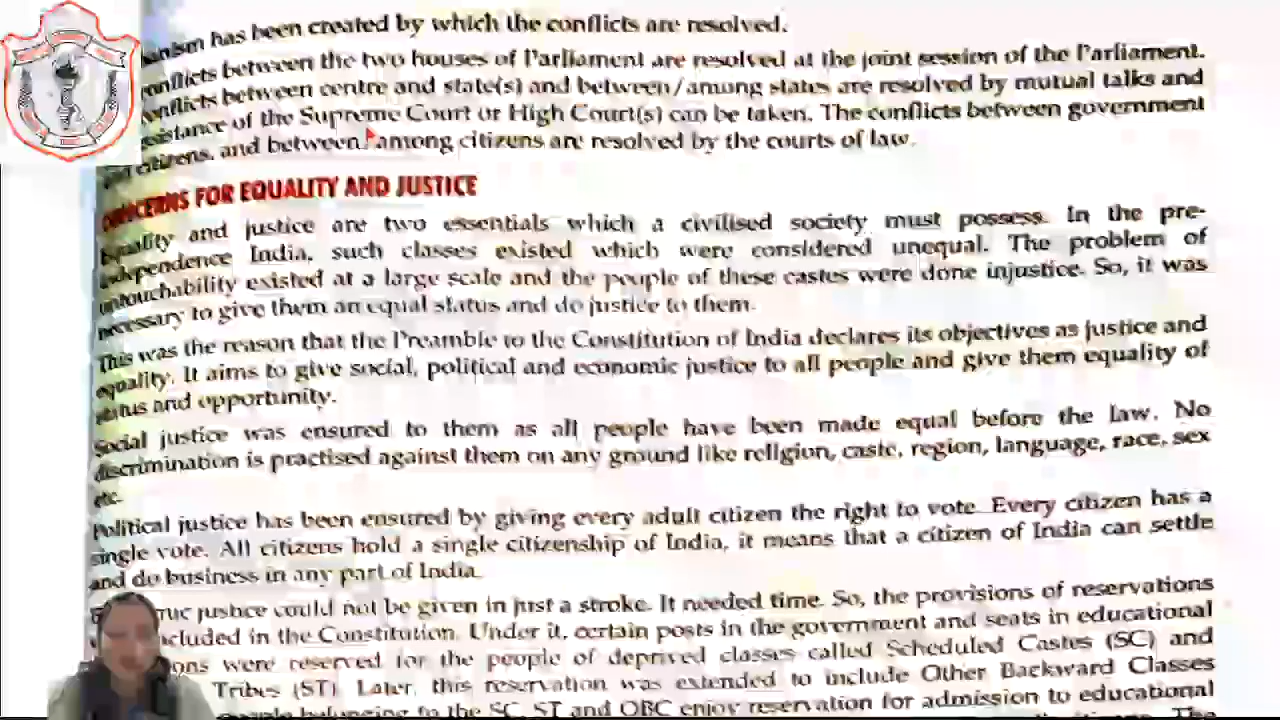 has been created by which the conflicts are resolved.
conflicts between the two houses of Parliament are resolved at the joint session of the Parliament.
conflicts between centre and state(s) and between/among states are resolved by mutual talks and
of the Supreme Court or High Court(s) can be taken. The conflicts between government
citizens, and between/among citizens are resolved by the courts of law.
CONCERNS FOR EQUALITY AND JUSTICE
Equality and justice are two essentials which a civilised society must possess. In the pre-
independence India, such classes existed which were considered unequal. The problem of
untouchability existed at a large scale and the people of these castes were done injustice. So, it was
necessary to give them an equal status and do justice to them.
This was the reason that the Preamble to the Constitution of India declares its objectives as justice and
equality. It aims to give social, political and economic justice to all people and give them equality of
status and opportunity.
Social justice was ensured to them as all people have been made equal before the law. No
discrimination is practised against them on any ground like religion, caste, region, language, race, sex
etc.
Political justice has been ensured by giving every adult citizen the right to vote. Every citizen has a
single vote. All citizens hold a single citizenship of India, it means that a citizen of India can settle
and do business in any part of India.
justice could not be given in just a stroke. It needed time. So, the provisions of reservations
included in the Constitution. Under it, certain posts in the government and seats in educational
were reserved for the people of deprived classes called Scheduled Castes (SC) and
Tribes (ST). Later, this reservation was extended to include Other Backward Classes
people belonging to the SC, ST and OBC enjoy reservation for admission to educational